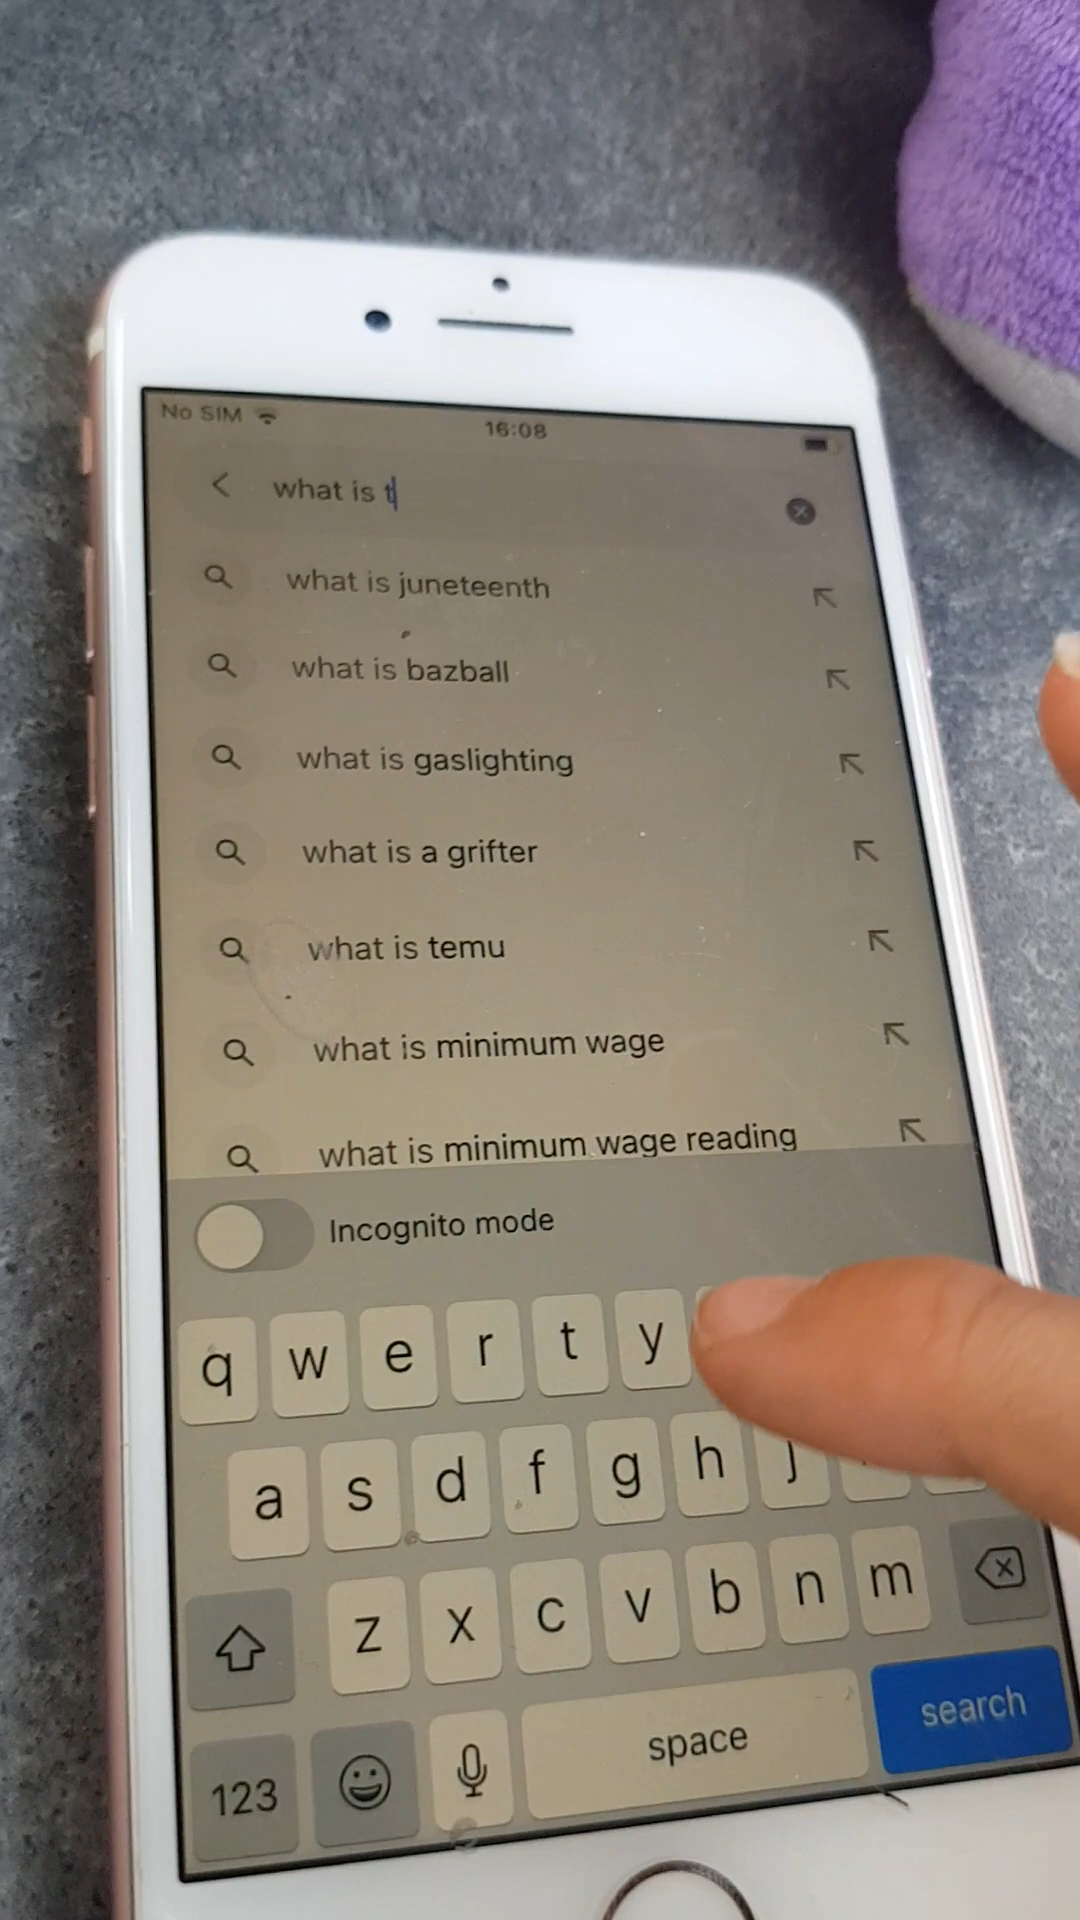 No SIM 16:08
what is t
what is juneteenth
what is bazball
what is gaslighting
what is a grifter
what is temu
what is minimum wage
what is minimum wage reading
Incognito mode
q w e r t y
a s d f g h j
z x c v b n m
123 space search